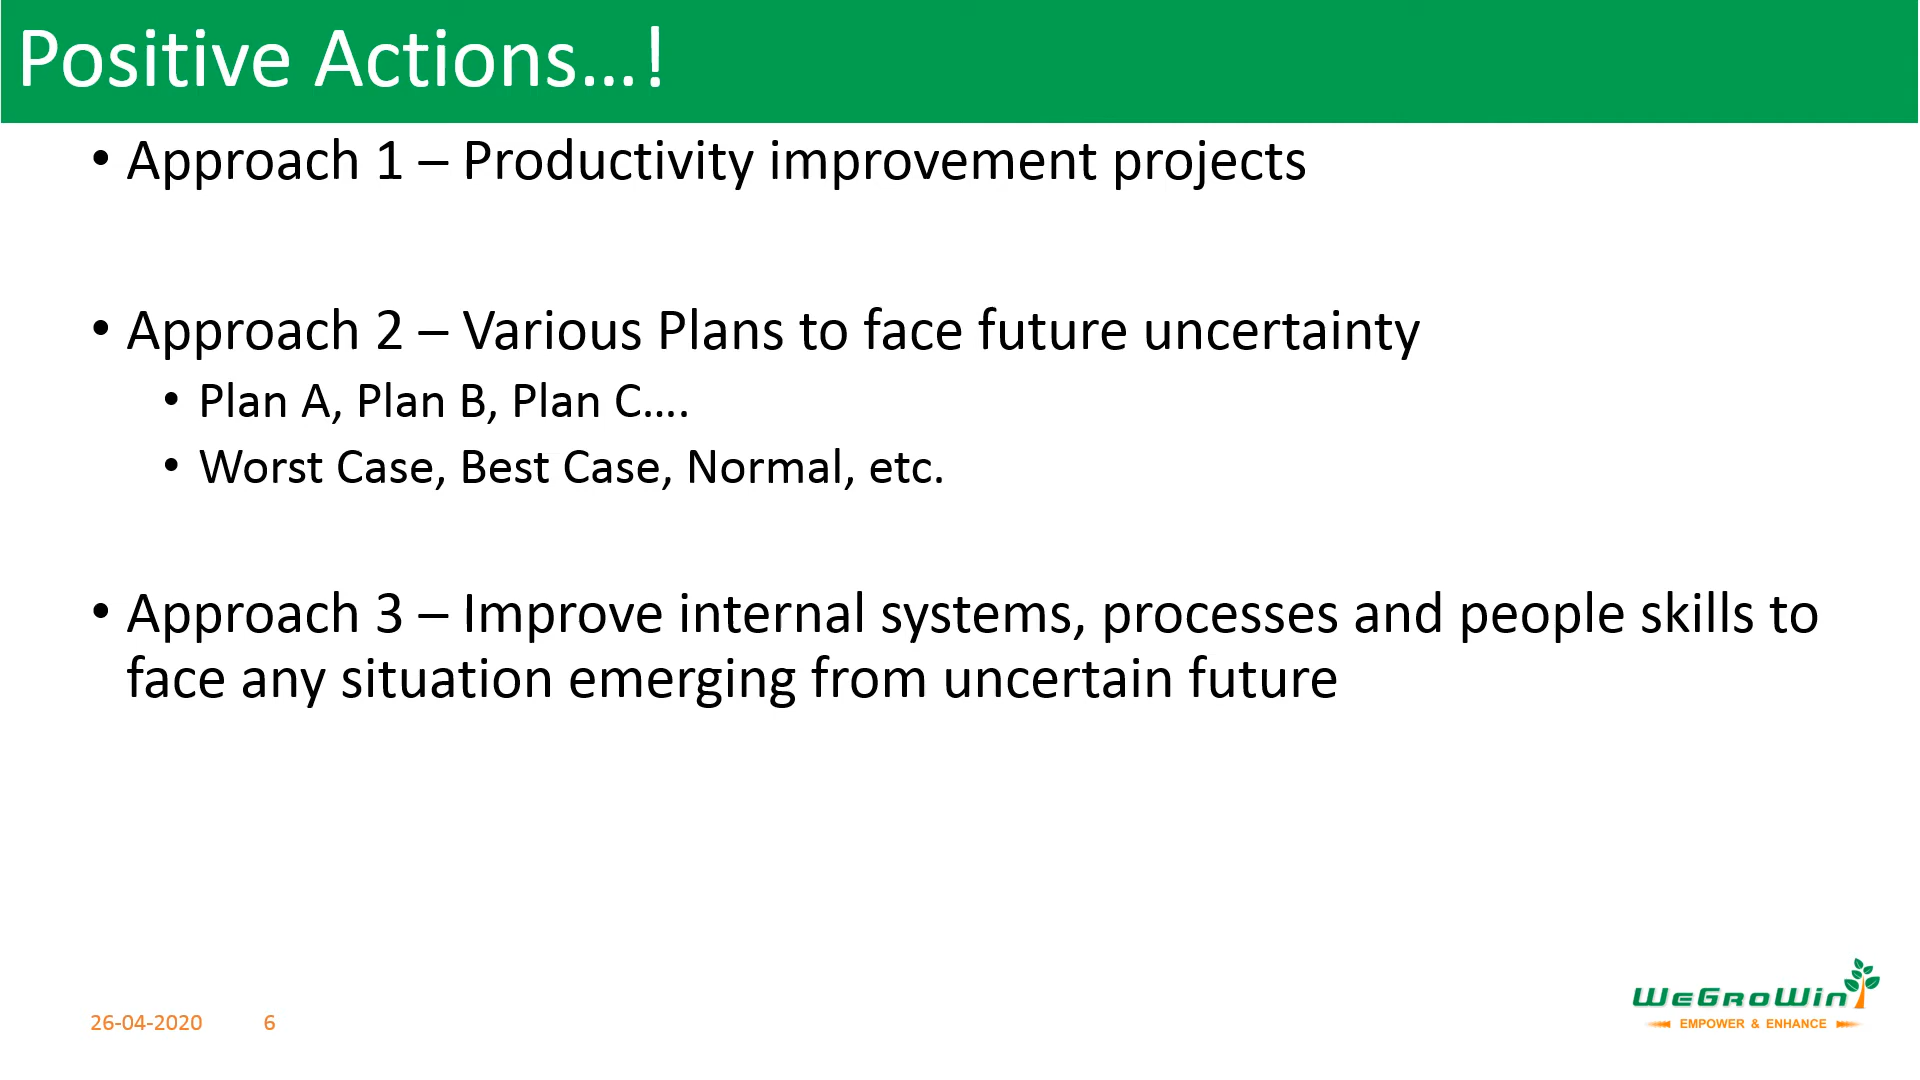 Positive Actions...!
• Approach 1 – Productivity improvement projects
• Approach 2 – Various Plans to face future uncertainty
• Plan A, Plan B, Plan C....
• Worst Case, Best Case, Normal, etc.
• Approach 3 – Improve internal systems, processes and people skills to
face any situation emerging from uncertain future
26-04-2020 6
WeGroWin
EMPOWER & ENHANCE